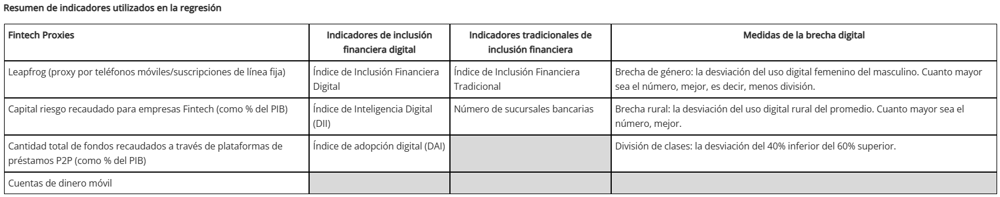 Resumen de indicadores utilizados en la regresión
Fintech Proxies
Indicadores de inclusión
financiera digital
Indicadores tradicionales de
inclusión financiera
Medidas de la brecha digital
Leapfrog (proxy por teléfonos móviles/suscripciones de línea fija)
Índice de Inclusión Financiera
Digital
Índice de Inclusión Financiera
Tradicional
Brecha de género: la desviación del uso digital femenino del masculino. Cuanto mayor
sea el número, mejor, es decir, menos división.
Capital riesgo recaudado para empresas Fintech (como % del PIB)
Índice de Inteligencia Digital
(DII)
Número de sucursales bancarias
Brecha rural: la desviación del uso digital rural del promedio. Cuanto mayor sea el
número, mejor.
Cantidad total de fondos recaudados a través de plataformas de
préstamos P2P (como % del PIB)
Índice de adopción digital (DAI)
División de clases: la desviación del 40% inferior del 60% superior.
Cuentas de dinero móvil